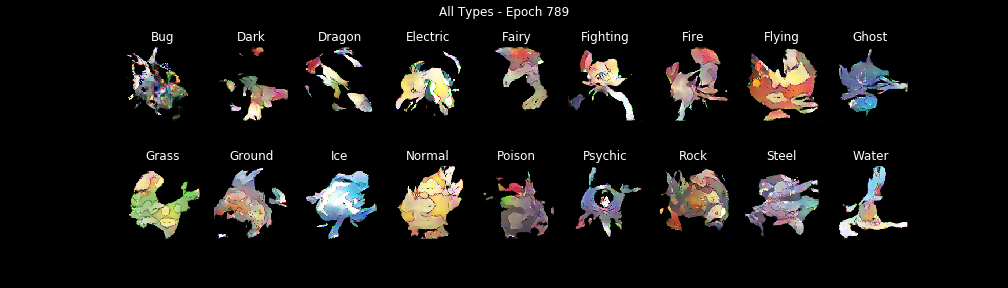 All Types - Epoch 789
Bug Dark Dragon Electric Fairy Fighting Fire Flying Ghost
Grass Ground Ice Normal Poison Psychic Rock Steel Water